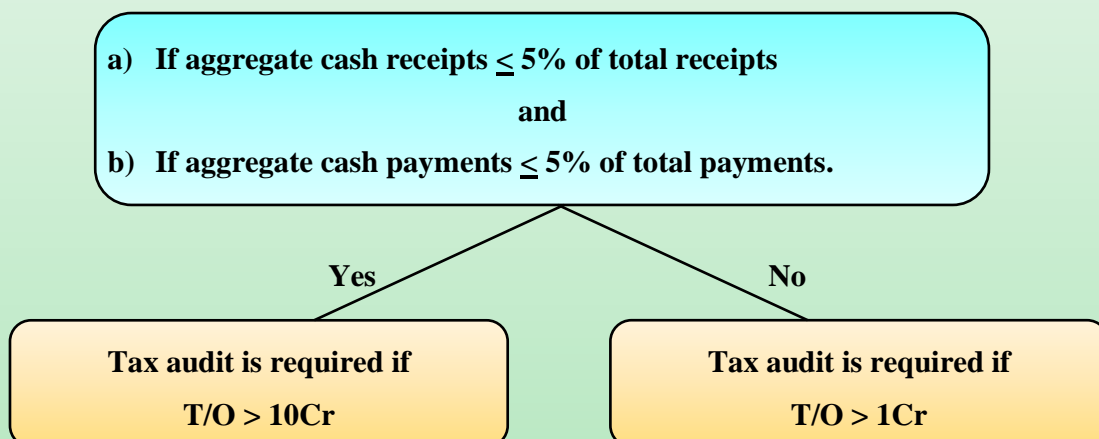 a) If aggregate cash receipts ≤ 5% of total receipts
and
b) If aggregate cash payments ≤ 5% of total payments.
Yes
No
Tax audit is required if
T/O > 10Cr
Tax audit is required if
T/O > 1Cr